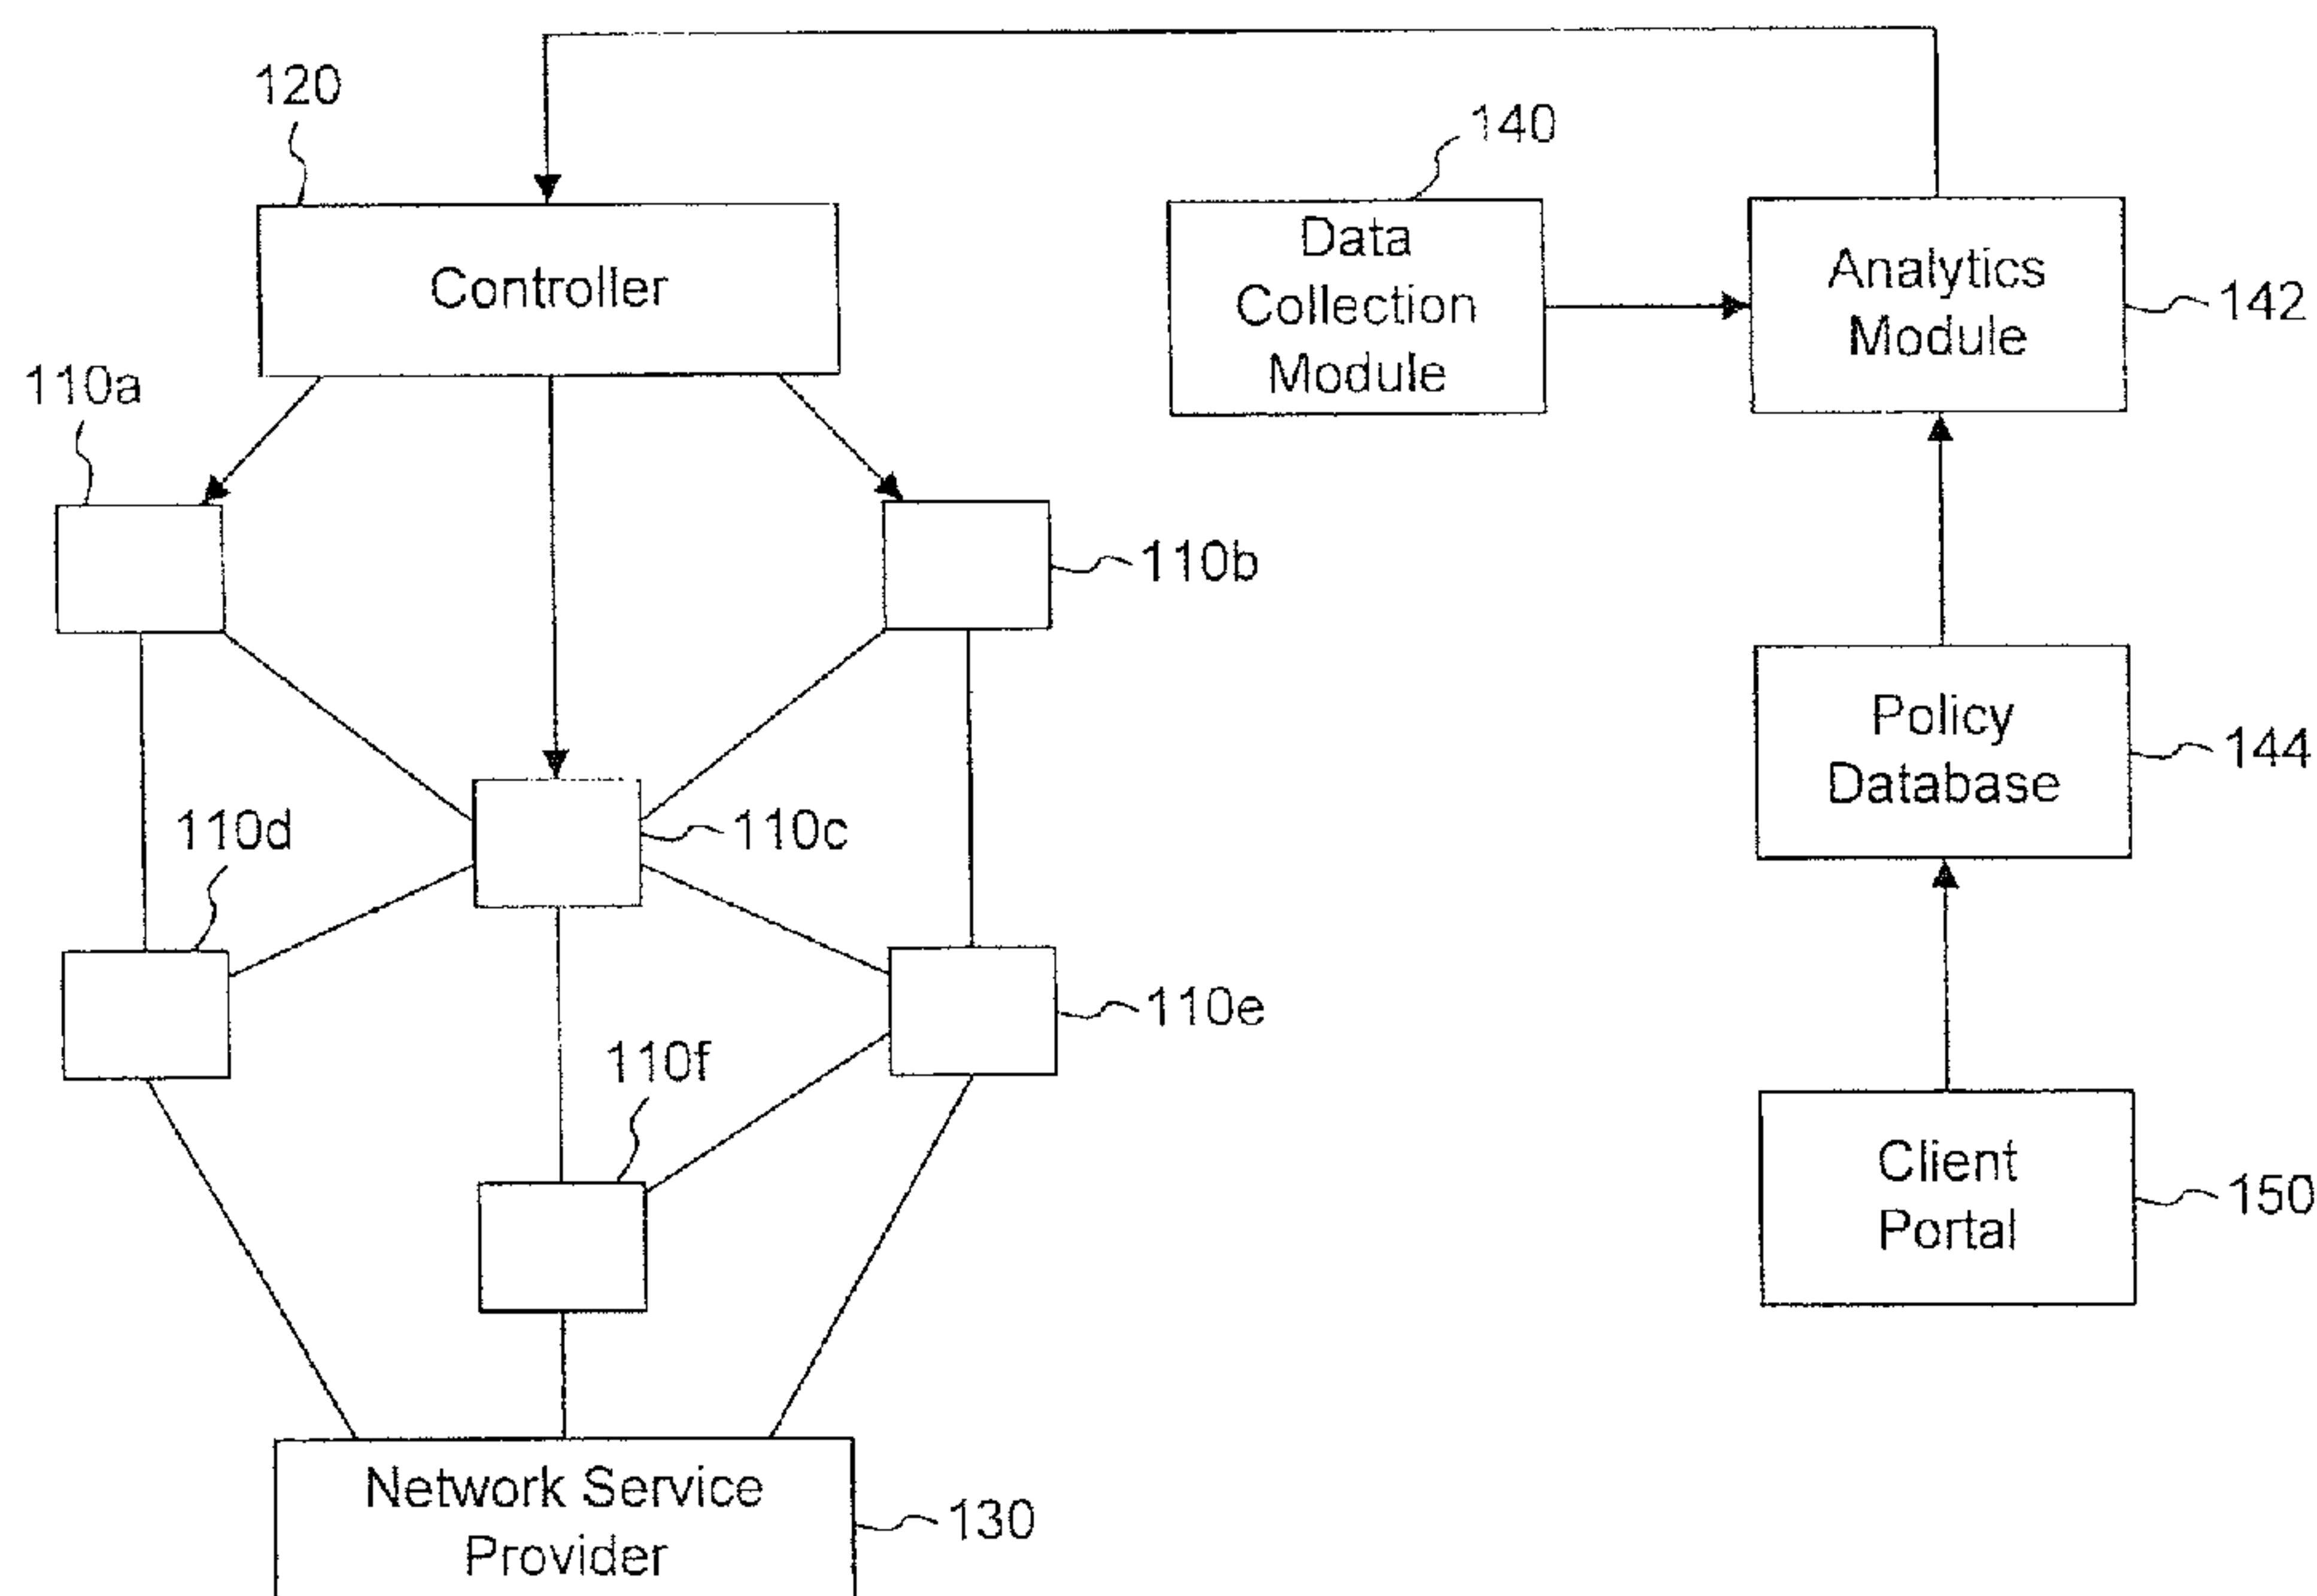 120
140
Controller
Data
Collection
Module
Analytics
Module
142
110a
110b
Policy
Database
144
110d
110c
110e
110f
Client
Portal
150
Network Service
Provider
130